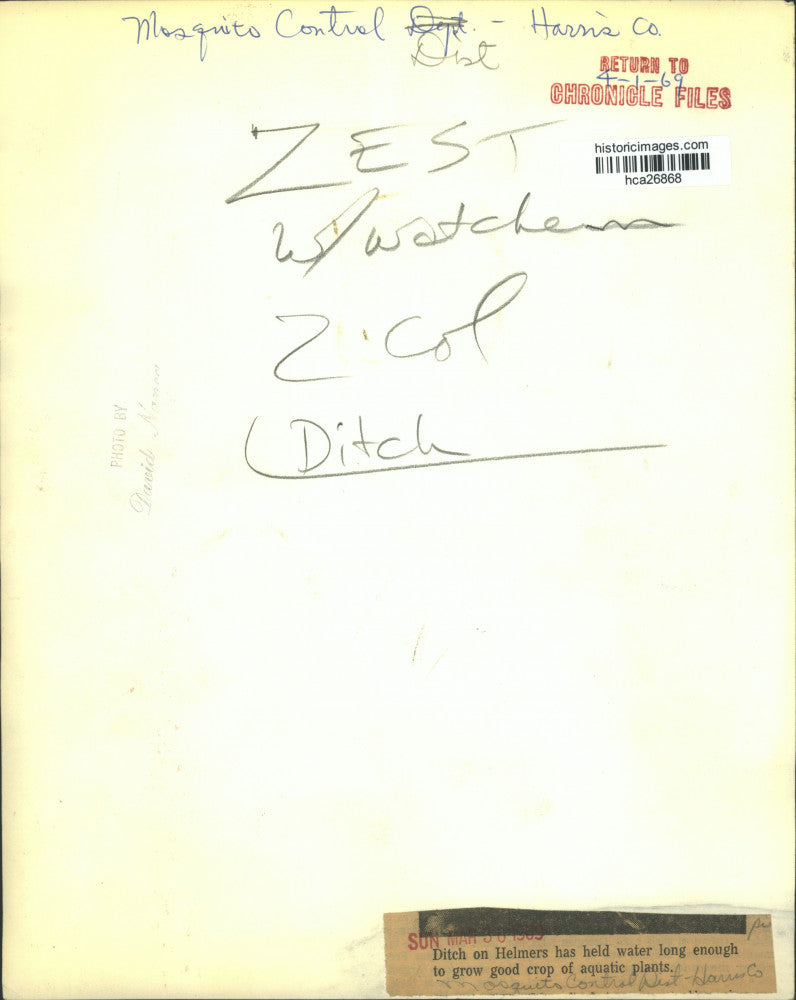 Mosquito Control Dept. - Harris Co.
Dist
RETURN TO
4-1-69
CHRONICLE FILES
historicimages.com
hca26868
ZEST
w/watchem
2 col
(Ditch
PHOTO BY
David
SUN MAR 30 1969
Ditch on Helmers has held water long enough
to grow good crop of aquatic plants.
Mosquito Control Dist-Harris Co